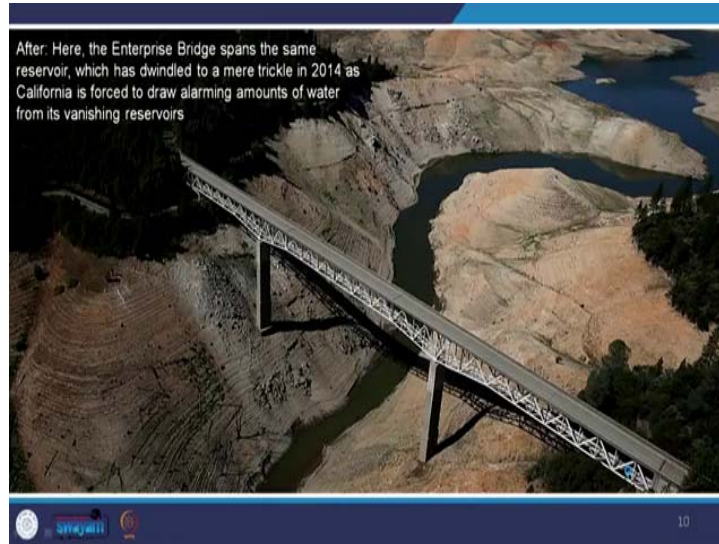 After: Here, the Enterprise Bridge spans the same
reservoir, which has dwindled to a mere trickle in 2014 as
California is forced to draw alarming amounts of water
from its vanishing reservoirs
swayam
10